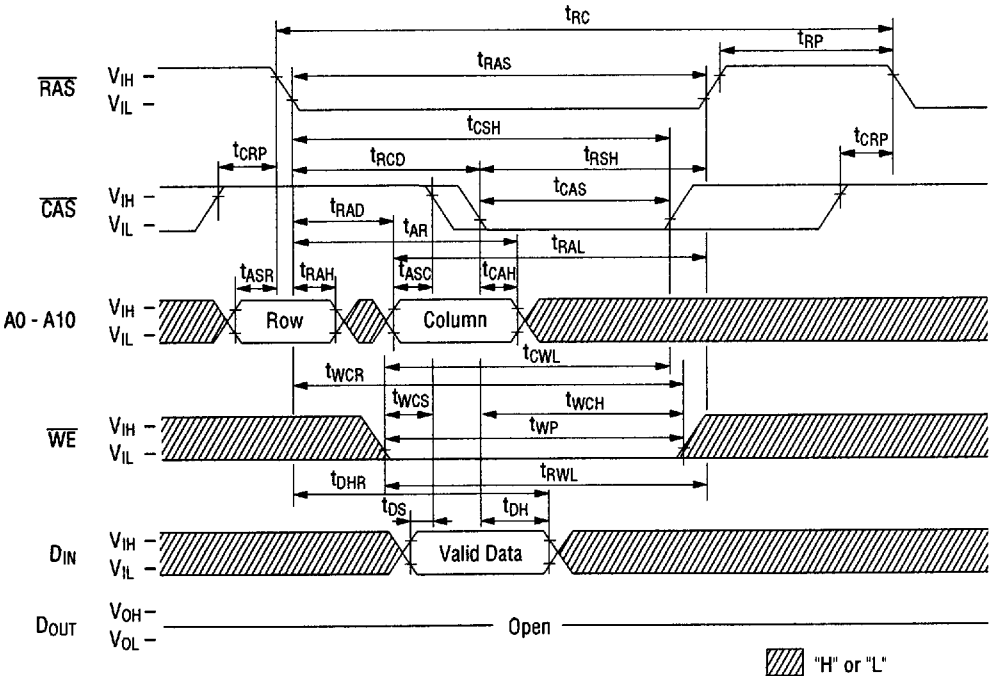 tRC
tRP
tRAS
RAS
VIH
VIL
tCSH
tCRP
tRCD
tRSH
tCRP
CAS
VIH
VIL
tCAS
tRAD
tAR
tRAL
tASR
tRAH
tASC
tCAH
A0 - A10
VIH
VIL
Row
Column
tCWL
tWCR
tWCS
tWCH
WE
VIH
VIL
tWP
tDHR
tRWL
tDS
tDH
DIN
VIH
VIL
Valid Data
DOUT
VOH
VOL
Open
"H" or "L"